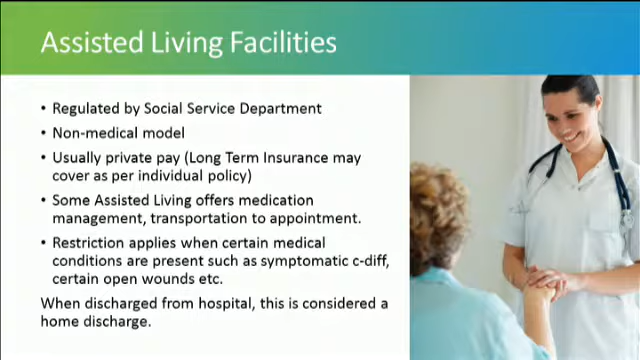 Assisted Living Facilities
• Regulated by Social Service Department
• Non-medical model
• Usually private pay (Long Term Insurance may
cover as per individual policy)
• Some Assisted Living offers medication
management, transportation to appointment.
• Restriction applies when certain medical
conditions are present such as symptomatic c-diff,
certain open wounds etc.
When discharged from hospital, this is considered a
home discharge.